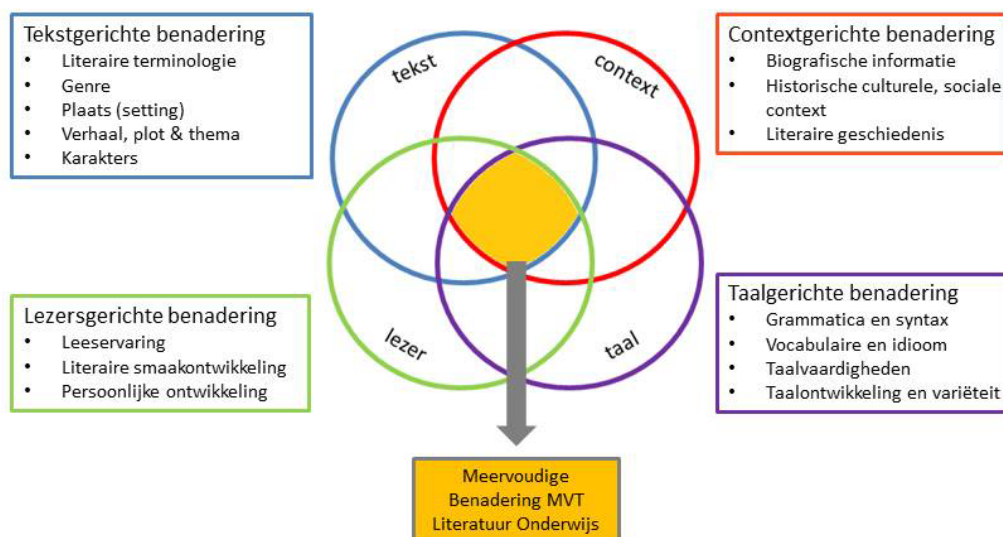 Tekstgerichte benadering
• Literaire terminologie
• Genre
• Plaats (setting)
• Verhaal, plot & thema
• Karakters
tekst
context
Contextgerichte benadering
• Biografische informatie
• Historische culturele, sociale
context
• Literaire geschiedenis
Lezersgerichte benadering
• Leeservaring
• Literaire smaakontwikkeling
• Persoonlijke ontwikkeling
lezer
taal
Taalgerichte benadering
• Grammatica en syntax
• Vocabulaire en idioom
• Taalvaardigheden
• Taalontwikkeling en variëteit
Meervoudige
Benadering MVT
Literatuur Onderwijs